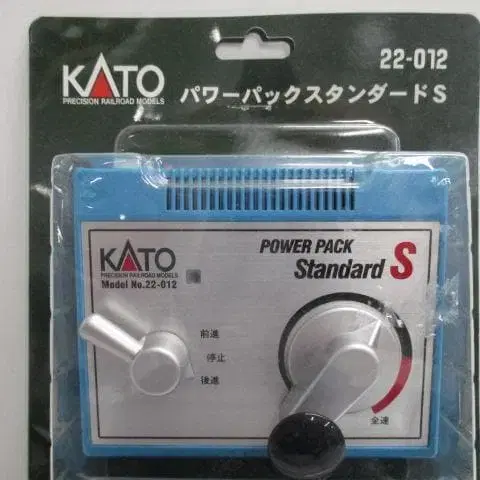 22-012
KATO
PRECISION RAILROAD MODELS
パワーパックスタンダードS
KATO
PRECISION RAILROAD MODELS
Model No.22-012
POWER PACK
Standard S
前進
停止
後進
全速